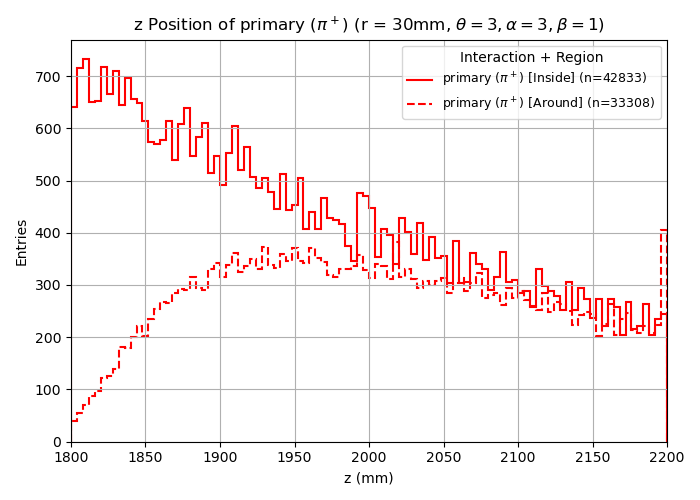 z Position of primary (π⁺) (r = 30mm, θ = 3, α = 3, β = 1)
Interaction + Region
primary (π⁺) [Inside] (n=42833)
primary (π⁺) [Around] (n=33308)
Entries
700
600
500
400
300
200
100
0
1800 1850 1900 1950 2000 2050 2100 2150 2200
z (mm)